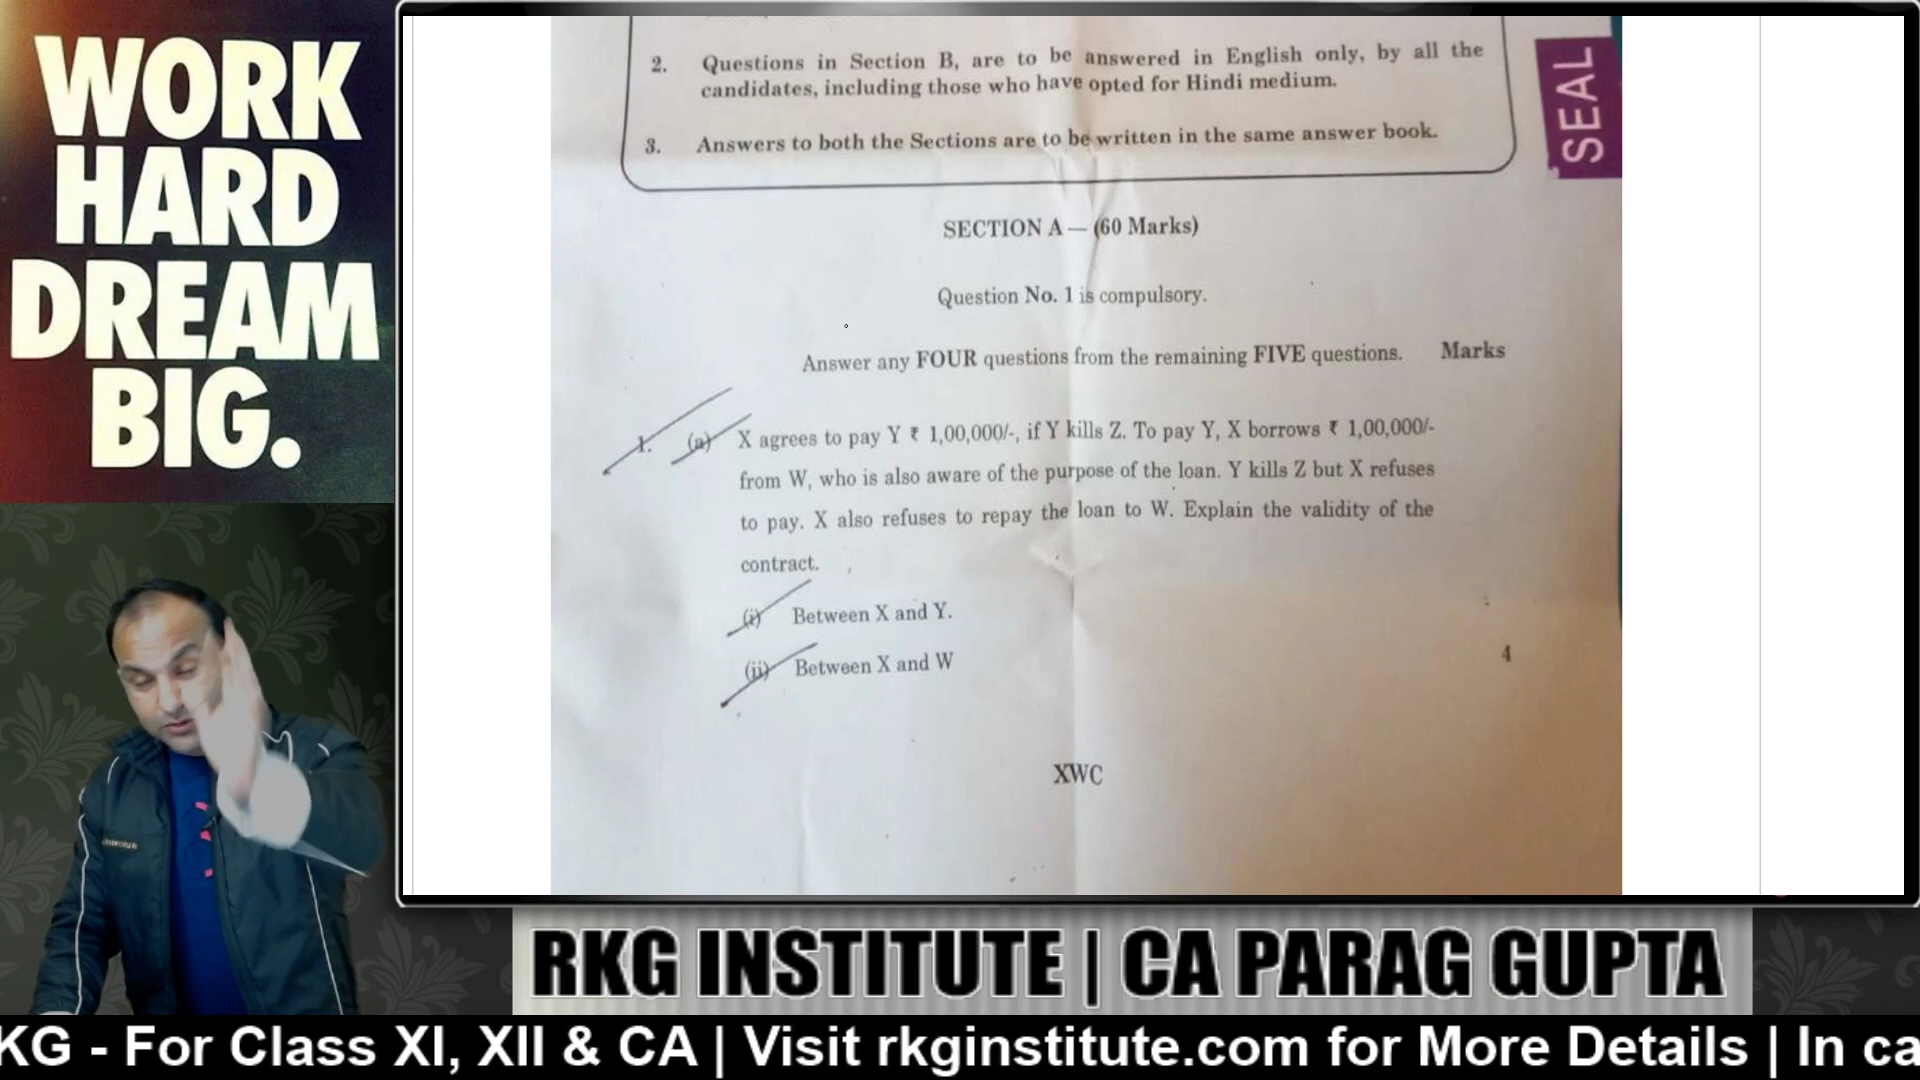 WORK
HARD
DREAM
BIG.
2. Questions in Section B, are to be answered in English only, by all the
candidates, including those who have opted for Hindi medium.
3. Answers to both the Sections are to be written in the same answer book.
SEAL
SECTION A — (60 Marks)
Question No. 1 is compulsory.
Answer any FOUR questions from the remaining FIVE questions. Marks
1. (a) X agrees to pay Y ₹ 1,00,000/-, if Y kills Z. To pay Y, X borrows ₹ 1,00,000/-
from W, who is also aware of the purpose of the loan. Y kills Z but X refuses
to pay. X also refuses to repay the loan to W. Explain the validity of the
contract.
(i) Between X and Y.
(ii) Between X and W
4
XWC
RKG INSTITUTE | CA PARAG GUPTA
KG - For Class XI, XII & CA | Visit rkginstitute.com for More Details | In ca